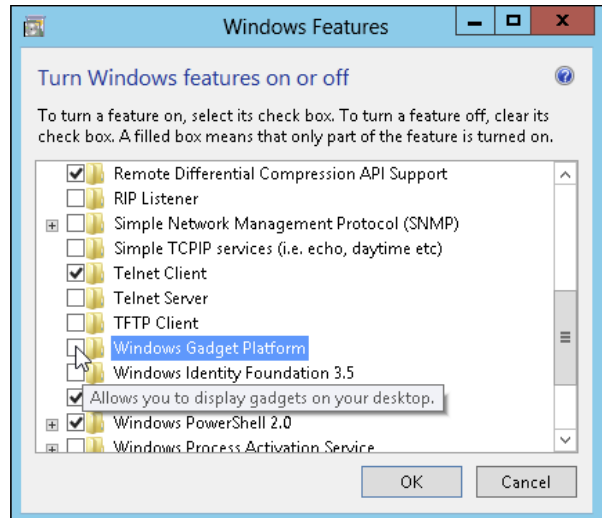 Windows Features
Turn Windows features on or off
To turn a feature on, select its check box. To turn a feature off, clear its
check box. A filled box means that only part of the feature is turned on.
Remote Differential Compression API Support
RIP Listener
Simple Network Management Protocol (SNMP)
Simple TCPIP services (i.e. echo, daytime etc)
Telnet Client
Telnet Server
TFTP Client
Windows Gadget Platform
Windows Identity Foundation 3.5
Allows you to display gadgets on your desktop.
Windows PowerShell 2.0
Windows Process Activation Service
OK
Cancel